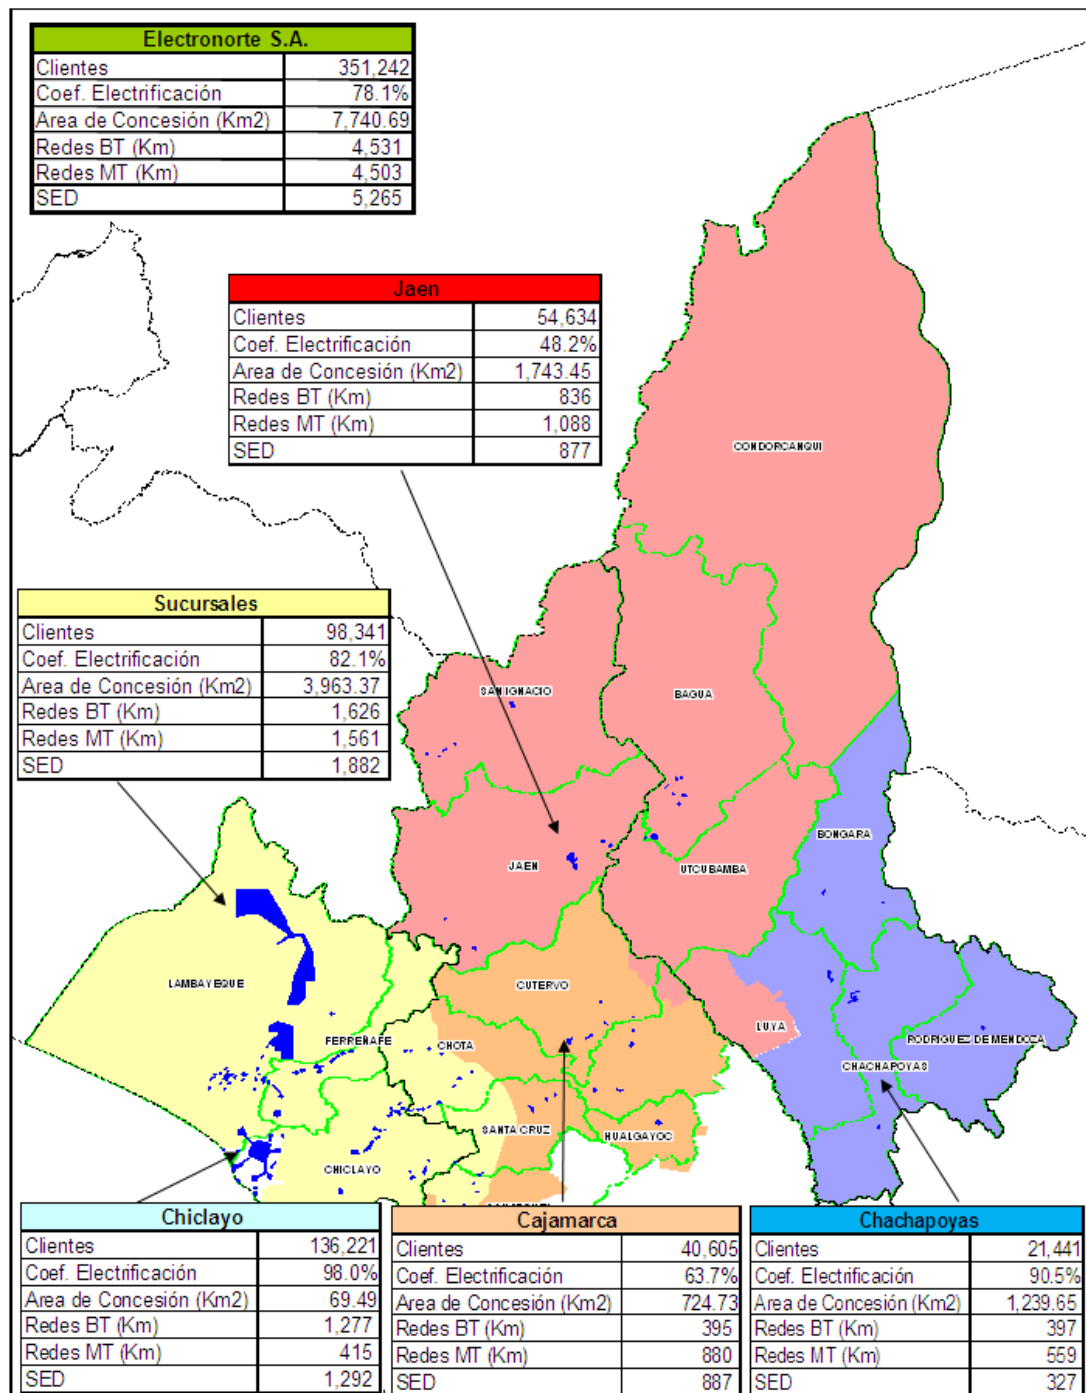 Electronorte S.A.
Clientes 351,242
Coef. Electrificación 78.1%
Area de Concesión (Km2) 7,740.69
Redes BT (Km) 4,531
Redes MT (Km) 4,503
SED 5,265
Jaen
Clientes 54,634
Coef. Electrificación 48.2%
Area de Concesión (Km2) 1,743.45
Redes BT (Km) 836
Redes MT (Km) 1,088
SED 877
CONDORCANQUI
Sucursales
Clientes 98,341
Coef. Electrificación 82.1%
Area de Concesión (Km2) 3,963.37
Redes BT (Km) 1,626
Redes MT (Km) 1,561
SED 1,882
SAN IGNACIO
BAGUA
BONGARA
JAEN
UTCUBAMBA
LAMBAYEQUE
CUTERVO
LUYA
FERREÑAFE
CHOTA
RODRIGUEZ DE MENDOZA
CHACHAPOYAS
SANTA CRUZ
HUALGAYOC
CHICLAYO
Chiclayo
Clientes 136,221
Coef. Electrificación 98.0%
Area de Concesión (Km2) 69.49
Redes BT (Km) 1,277
Redes MT (Km) 415
SED 1,292
Cajamarca
Clientes 40,605
Coef. Electrificación 63.7%
Area de Concesión (Km2) 724.73
Redes BT (Km) 395
Redes MT (Km) 880
SED 887
Chachapoyas
Clientes 21,441
Coef. Electrificación 90.5%
Area de Concesión (Km2) 1,239.65
Redes BT (Km) 397
Redes MT (Km) 559
SED 327